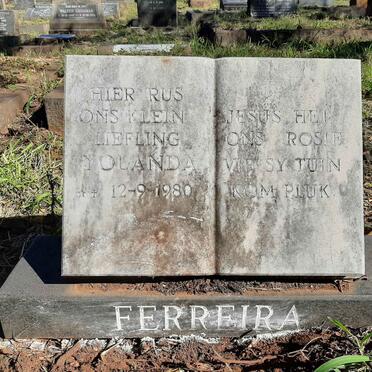 HIER RUS
ONS KLEIN
LIEFLING
YOLANDA
12-9-1980
JESUS HET
ONS ROSIE
VIR SY TUIN
KOM PLUK
FERREIRA